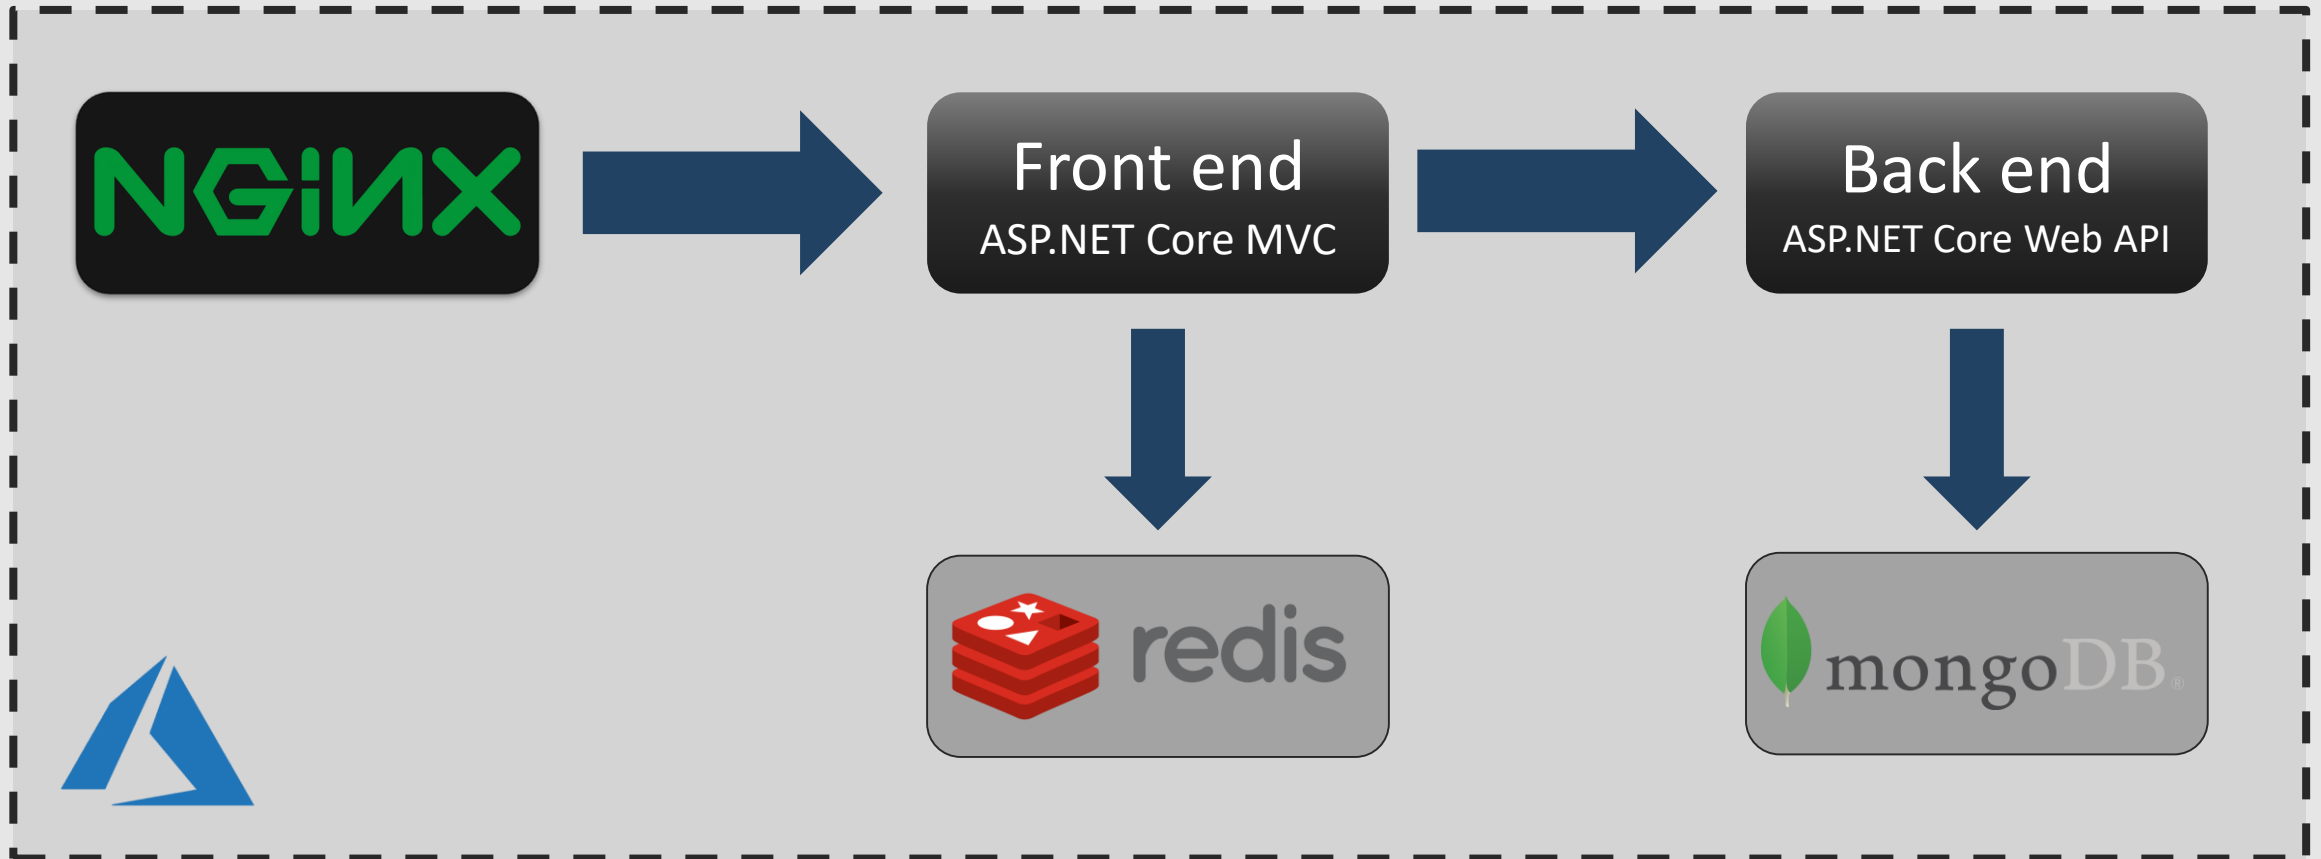 NGiNX
Front end
ASP.NET Core MVC
Back end
ASP.NET Core Web API
redis
mongoDB®